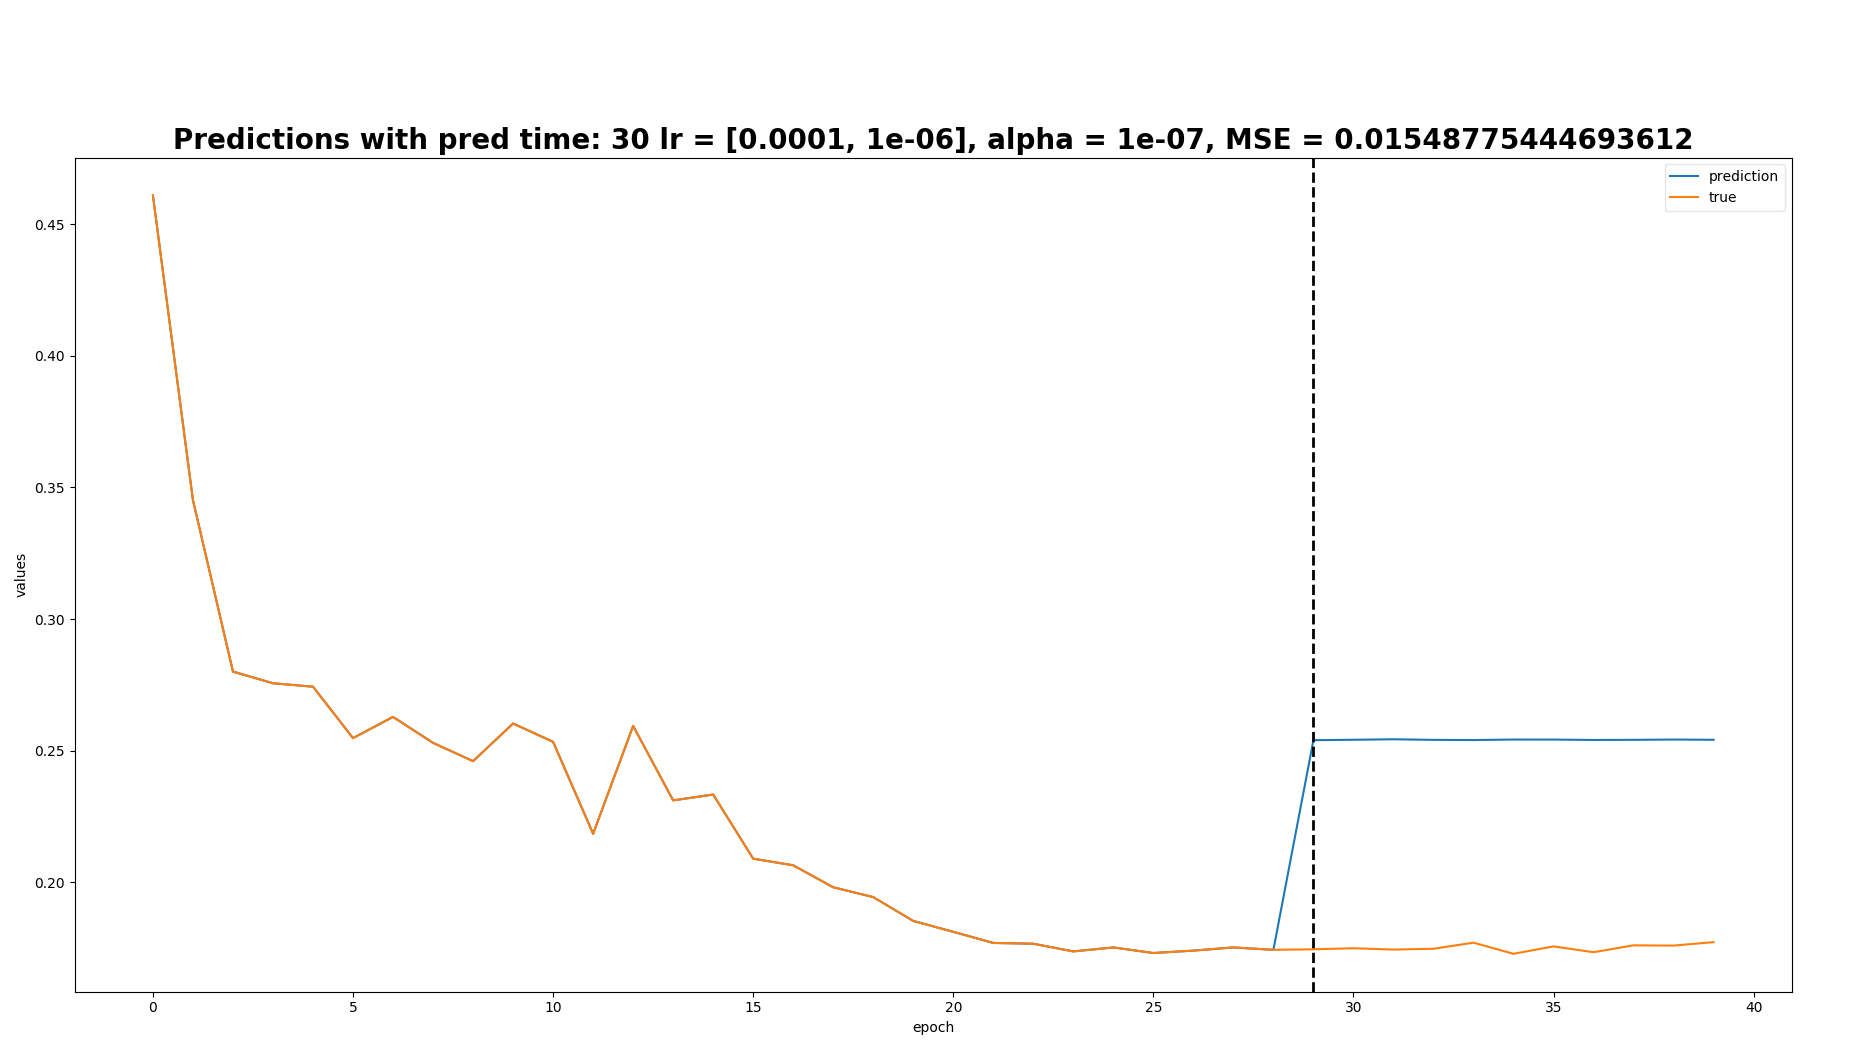 Predictions with pred time: 30 lr = [0.0001, 1e-06], alpha = 1e-07, MSE = 0.01548775444693612
prediction
true
0.45
0.40
0.35
0.30
0.25
0.20
values
0 5 10 15 20 25 30 35 40
epoch